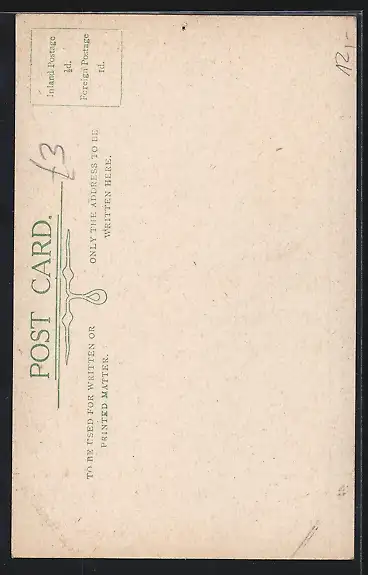 POST CARD.
Inland Postage
½d.
Foreign Postage
1d.
£3
TO BE USED FOR WRITTEN OR
PRINTED MATTER.
ONLY THE ADDRESS TO BE
WRITTEN HERE.
12,-